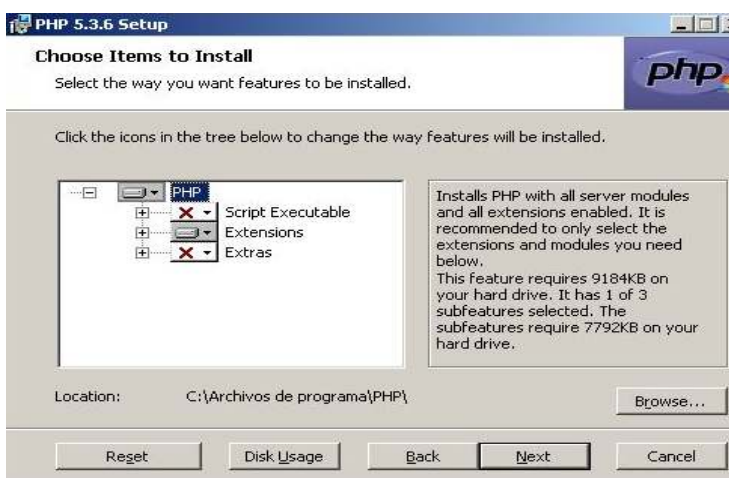 PHP 5.3.6 Setup
Choose Items to Install
Select the way you want features to be installed.
php
Click the icons in the tree below to change the way features will be installed.
PHP
Script Executable
Extensions
Extras
Installs PHP with all server modules
and all extensions enabled. It is
recommended to only select the
extensions and modules you need
below.
This feature requires 9184KB on
your hard drive. It has 1 of 3
subfeatures selected. The
subfeatures require 7792KB on your
hard drive.
Location: C:\Archivos de programa\PHP\
Browse...
Reset Disk Usage Back Next Cancel